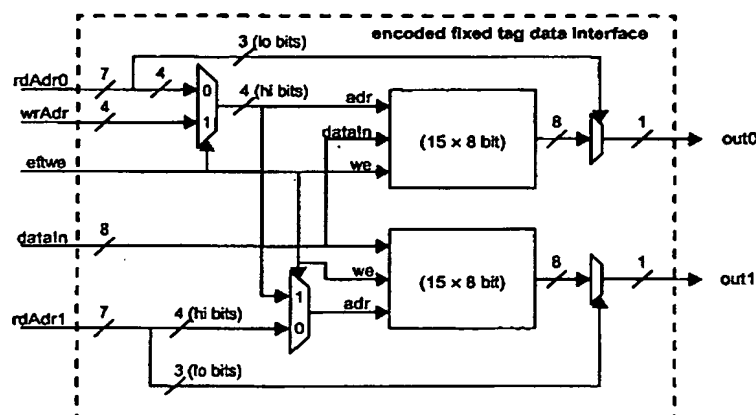 encoded fixed tag data interface
3 (lo bits)
rdAdr0 7 4 0 4 (hi bits) adr
wrAdr 4 1 dataIn (15 × 8 bit) 8 1 out0
eftwe we
dataIn 8
we (15 × 8 bit) 8 1 out1
1 adr
rdAdr1 7 4 (hi bits) 0
3 (lo bits)